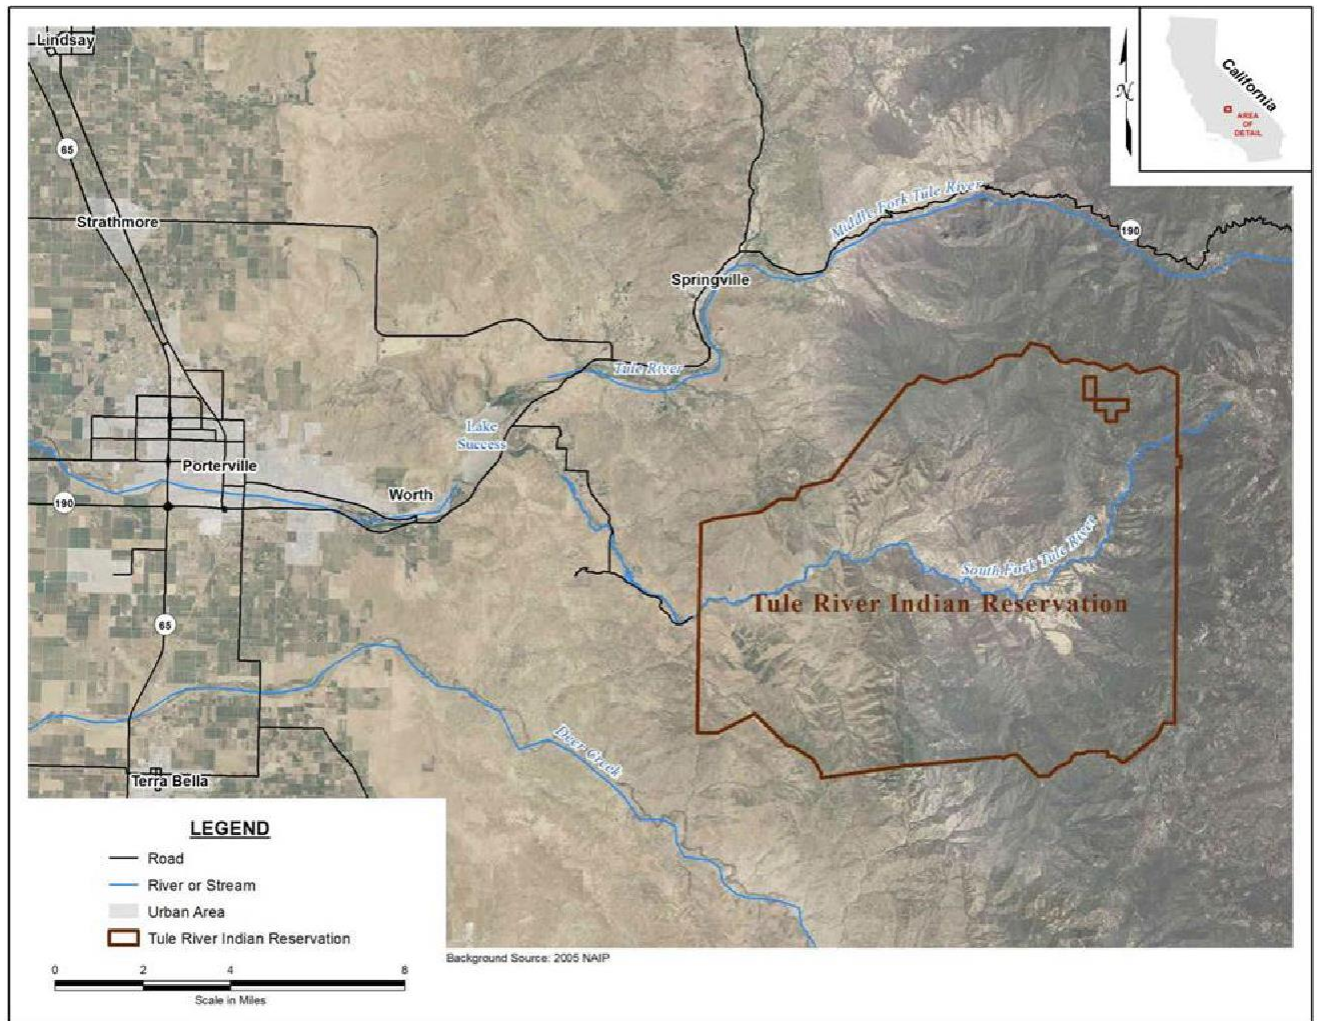 Lindsay
California
N
AREA
OF
DETAIL
65
Middle Fork Tule River
Strathmore
190
Springville
Tule River
Lake
Success
Porterville
Worth
190
South Fork Tule River
Tule River Indian Reservation
65
Deer Creek
Terra Bella
LEGEND
Road
River or Stream
Urban Area
Tule River Indian Reservation
Background Source: 2005 NAIP
0 2 4 8
Scale in Miles